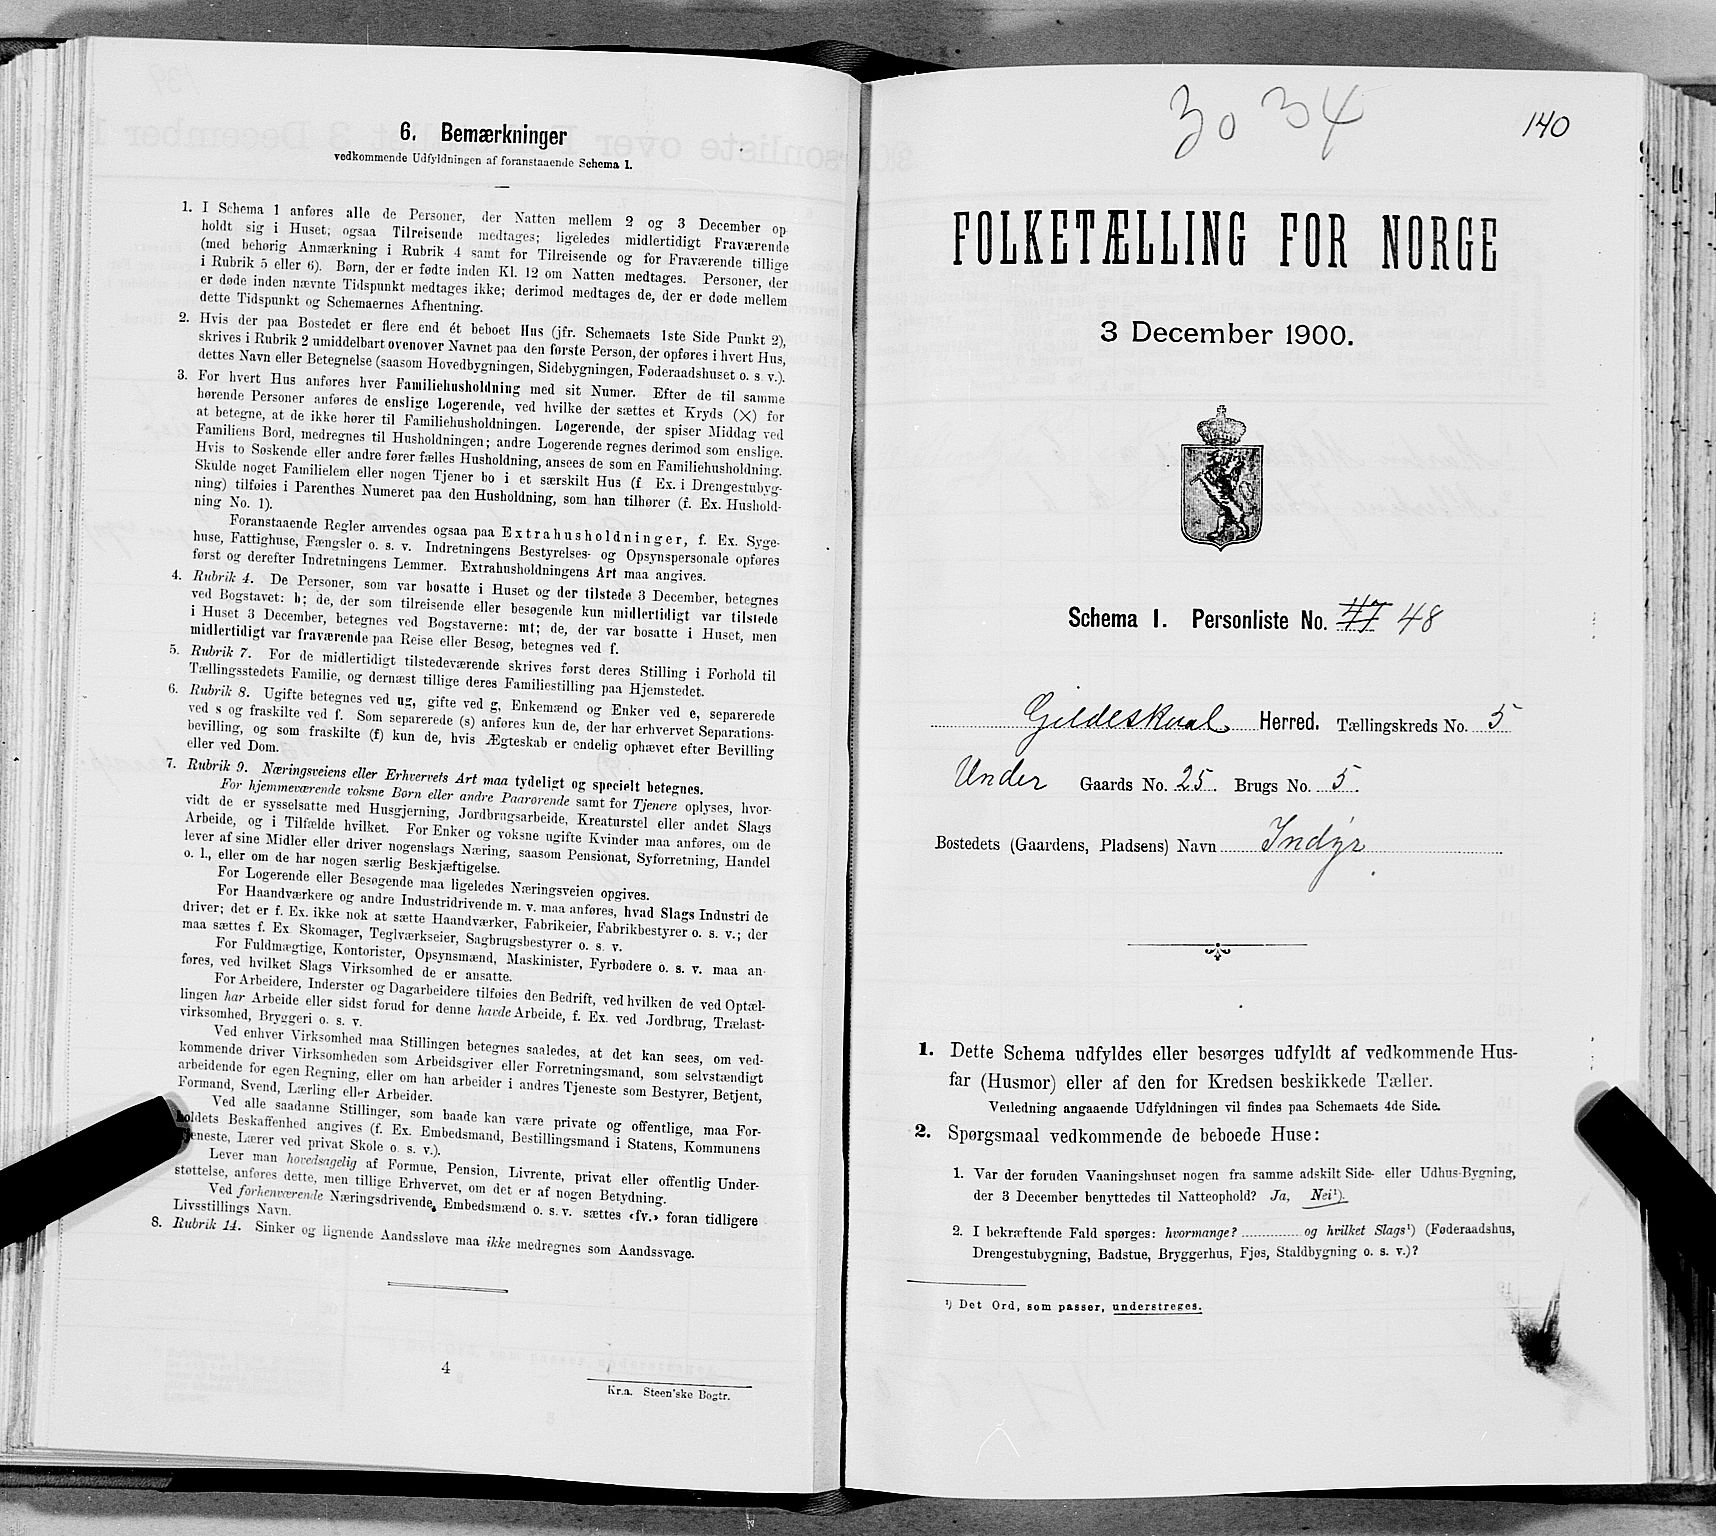 6. Bemærkninger
vedkommende Udfyldningen af foranstaaende Schema 1.
1. I Schema 1 anføres alle de Personer, der Natten mellem 2 og 3 December op
holdt sig i Huset; ogsaa Tilreisende medtages; ligeledes midlertidigt Fraværende
(med behørig Anmærkning i Rubrik 4 samt for Tilreisende og for Fraværende tillige
i Rubrik 5 eller 6). Børn, der er fødte inden Kl. 12 om Natten medtages. Personer, der
er døde inden nævnte Tidspunkt medtages ikke; derimod medtages de, der er døde mellem
dette Tidspunkt og Schemaernes Afhentning.
2. Hvis der paa Bostedet er flere end ét beboet Hus (jfr. Schemaets 1ste Side Punkt 2),
skrives i Rubrik 2 umiddelbart ovenover Navnet paa den første Person, der opføres i hvert Hus,
dettes Navn eller Betegnelse (saasom Hovedbygningen, Sidebygningen, Føderaadshuset o. s. v.).
3. For hvert Hus anføres hver Familiehusholdning med sit Numer. Efter de til samme
hørende Personer anføres de enslige Logerende, ved hvilke der sættes et Kryds (×) for
at betegne, at de ikke hører til Familiehusholdningen. Logerende, der spiser Middag ved
Familiens Bord, medregnes til Husholdningen; andre Logerende regnes derimod som enslige.
Hvis to Søskende eller andre fører fælles Husholdning, ansees de som en Familiehusholdning.
Skulde noget Familielem eller nogen Tjener bo i et særskilt Hus (f. Ex. i Drengestubyg-
ning) tilføies i Parenthes Numeret paa den Husholdning, som han tilhører (f. Ex. Hushold-
ning No. 1).
Foranstaaende Regler anvendes ogsaa paa Extrahusholdninger, f. Ex. Syge-
huse, Fattighuse, Fængsler o. s. v. Indretningens Bestyrelses- og Opsynspersonale opføres
først og derefter Indretningens Lemmer. Extrahusholdningens Art maa angives.
4. Rubrik 4. De Personer, som var bosatte i Huset og der tilstede 3 December, betegnes
ved Bogstavet: b; de, der som tilreisende eller besøgende kun midlertidigt var tilstede
i Huset 3 December, betegnes ved Bogstaverne: mt; de, der var bosatte i Huset, men
midlertidigt var fraværende paa Reise eller Besøg, betegnes ved f.
5. Rubrik 7. For de midlertidigt tilstedeværende skrives først deres Stilling i Forhold til
Tællingsstedets Familie, og dernæst tillige deres Familiestilling paa Hjemstedet.
6. Rubrik 8. Ugifte betegnes ved ug, gifte ved g, Enkemænd og Enker ved e, separerede
ved s og fraskilte ved f. Som separerede (s) anføres kun de, der har erhvervet Separations-
bevilling, og som fraskilte (f) kun de, hvis Ægteskab er endelig ophævet efter Bevilling
eller ved Dom.
7. Rubrik 9. Næringsveiens eller Erhvervets Art maa tydeligt og specielt betegnes.
For hjemmeværende voksne Børn eller andre Paarørende samt for Tjenere oplyses, hvor-
vidt de er sysselsatte med Husgjerning, Jordbrugsarbeide, Kreaturstel eller andet Slags
Arbeide, og i Tilfælde hvilket. For Enker og voksne ugifte Kvinder maa anføres, om de
lever af sine Midler eller driver nogenslags Næring, saasom Pensionat, Syforretning, Handel
o. l., eller om de har nogen særlig Beskjæftigelse.
For Logerende eller Besøgende maa ligeledes Næringsveien opgives.
For Haandværkere og andre Industridrivende m. v. maa anføres, hvad Slags Industri de
driver; det er f. Ex. ikke nok at sætte Haandværker, Fabrikeier, Fabrikbestyrer o. s. v.; der
maa sættes f. Ex. Skomager, Teglværkseier, Sagbrugsbestyrer o. s. v.
For Fuldmægtige, Kontorister, Opsynsmænd, Maskinister, Fyrbødere o. s. v. maa an-
føres, ved hvilket Slags Virksomhed de er ansatte.
For Arbeidere, Inderster og Dagarbeidere tilføies den Bedrift, ved hvilken de ved Optæl-
lingen har Arbeide eller sidst forud for denne havde Arbeide, f. Ex. ved Jordbrug, Trælast-
virksomhed, Bryggeri o. s. v.
Ved enhver Virksomhed maa Stillingen betegnes saaledes, at det kan sees, om ved-
kommende driver Virksomheden som Arbeidsgiver eller Forretningsmand, som selvstændigt
arbeidende for egen Regning, eller om han arbeider i andres Tjeneste som Bestyrer, Betjent,
Formand, Svend, Lærling eller Arbeider.
Ved alle saadanne Stillinger, som baade kan være private og offentlige, maa For-
holdets Beskaffenhed angives (f. Ex. Embedsmand, Bestillingsmand i Statens, Kommunens
Tjeneste, Lærer ved privat Skole o. s. v.).
Lever man hovedsagelig af Formue, Pension, Livrente, privat eller offentlig Under-
støttelse, anføres dette, men tillige Erhvervet, om det er af nogen Betydning.
Ved forhenværende Næringsdrivende, Embedsmænd o. s. v. sættes «fv.» foran tidligere
Livsstillings Navn.
8. Rubrik 14. Sinker og lignende Aandssløve maa ikke medregnes som Aandssvage.
4
Kr.a. Steen'ske Bogtr.
3034
140
FOLKETÆLLING FOR NORGE
3 December 1900.
Schema 1. Personliste No. 47 48
Gildeskaal Herred. Tællingskreds No. 5
Under Gaards No. 25. Brugs No. 5.
Bostedets (Gaardens, Pladsens) Navn Indyr.
1. Dette Schema udfyldes eller besørges udfyldt af vedkommende Hus-
far (Husmor) eller af den for Kredsen beskikkede Tæller.
Veiledning angaaende Udfyldningen vil findes paa Schemaets 4de Side.
2. Spørgsmaal vedkommende de beboede Huse:
1. Var der foruden Vaaningshuset nogen fra samme adskilt Side- eller Udhus-Bygning,
der 3 December benyttedes til Natteophold? Ja, Nei¹).
2. I bekræftende Fald spørges: hvormange? og hvilket Slags¹) (Føderaadshus,
Drengestubygning, Badstue, Bryggerhus, Fjøs, Staldbygning o. s. v.)?
¹) Det Ord, som passer, understreges.